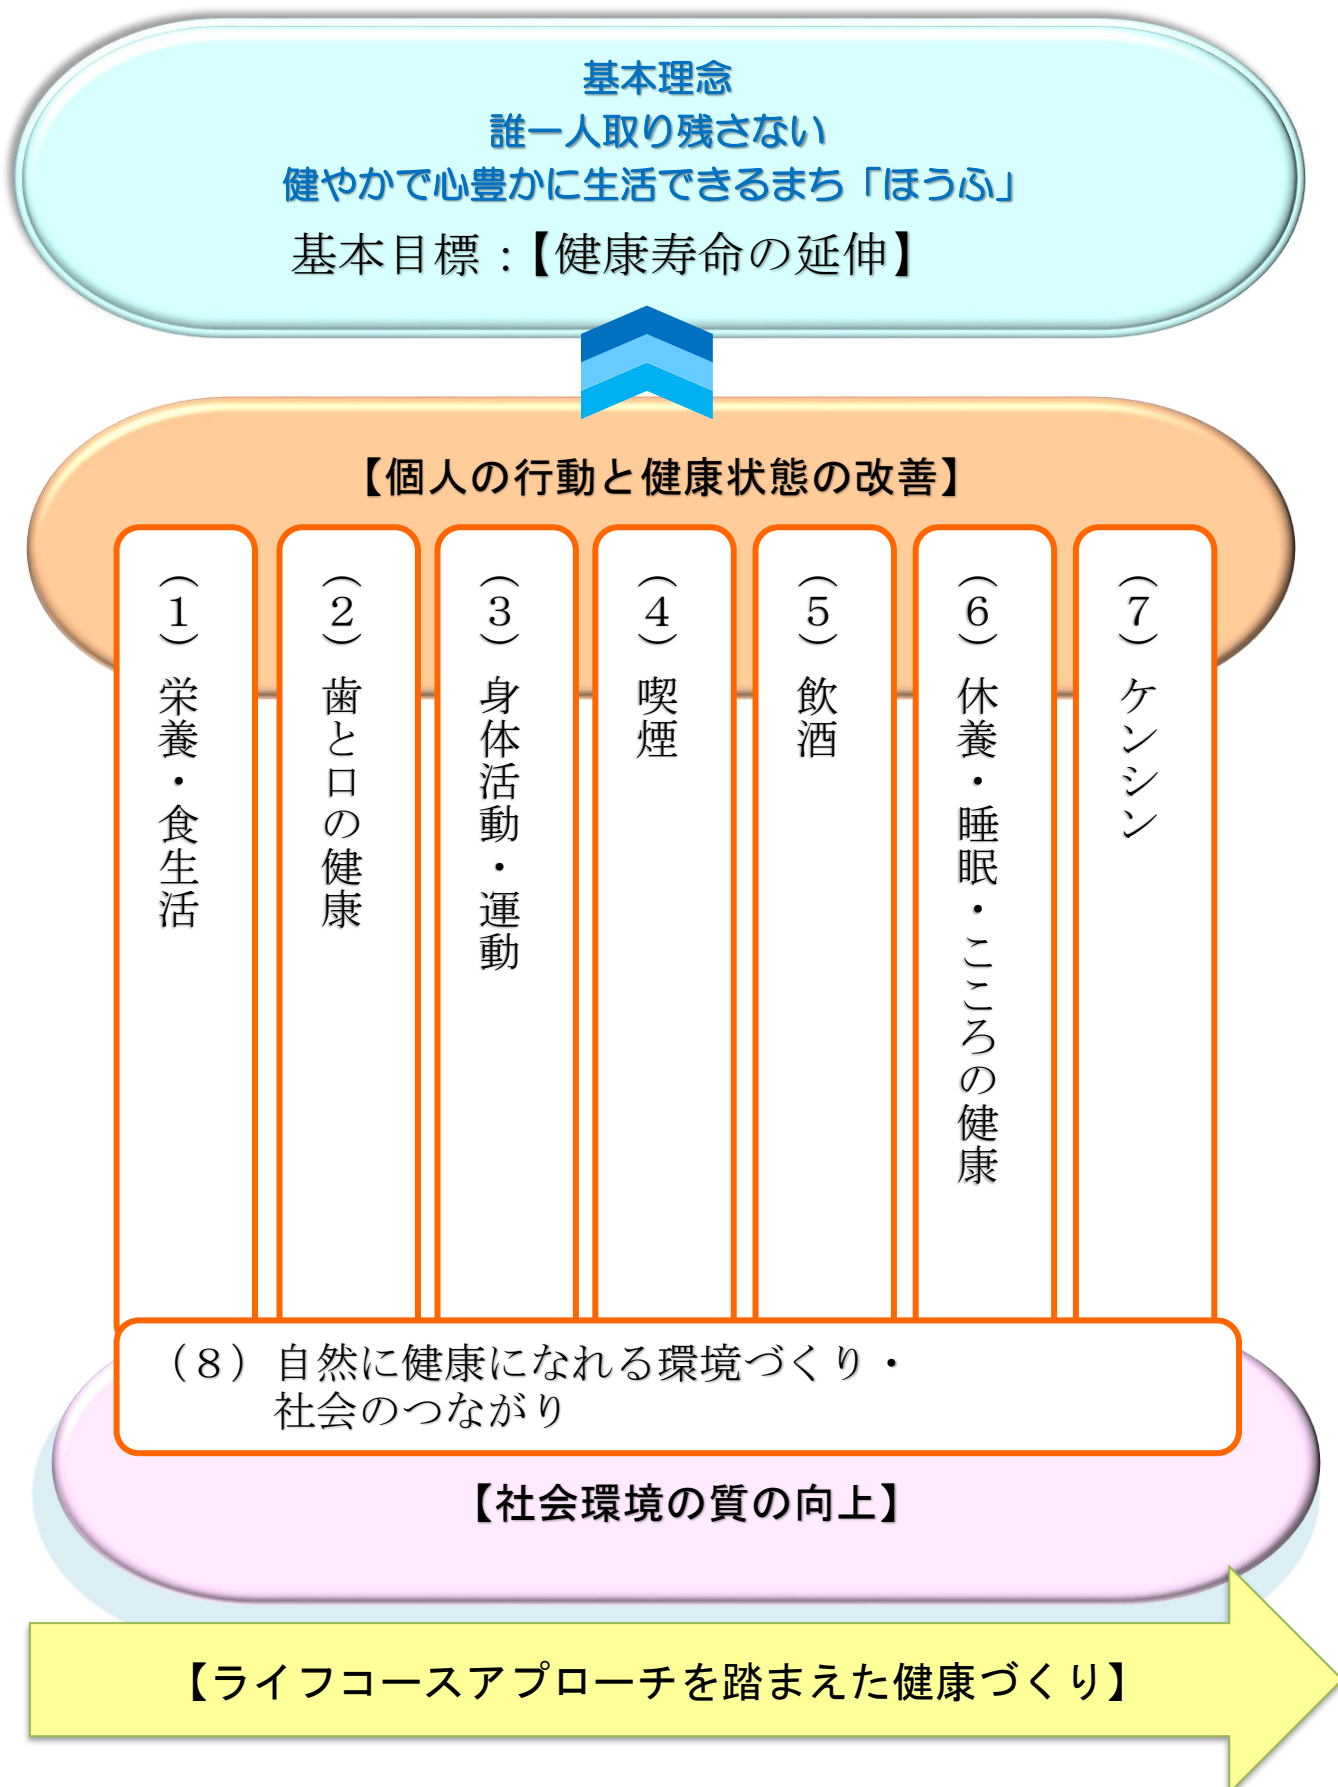 基本理念
誰一人取り残さない
健やかで心豊かに生活できるまち「ほうふ」
基本目標：【健康寿命の延伸】
【個人の行動と健康状態の改善】
（１）栄養・食生活
（２）歯と口の健康
（３）身体活動・運動
（４）喫煙
（５）飲酒
（６）休養・睡眠・こころの健康
（７）ケンシン
（８）自然に健康になれる環境づくり・
社会のつながり
【社会環境の質の向上】
【ライフコースアプローチを踏まえた健康づくり】